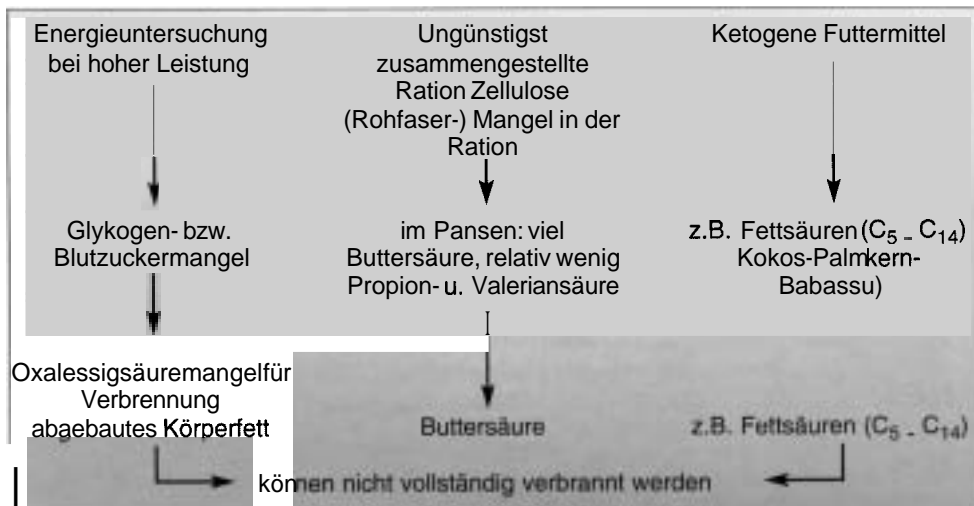 Energieuntersuchung
bei hoher Leistung
Ungünstigst
zusammengestellte
Ration Zellulose
(Rohfaser-) Mangel in der
Ration
Ketogene Futtermittel
Glykogen- bzw.
Blutzuckermangel
im Pansen: viel
Buttersäure, relativ wenig
Propion- u. Valeriansäure
z.B. Fettsäuren (C5 - C14)
Kokos-Palmkern-
Babassu)
Oxalessigsäuremangelfür
Verbrennung
abaebautes Körperfett
Buttersäure
z.B. Fettsäuren (C5 - C14)
können nicht vollständig verbrannt werden